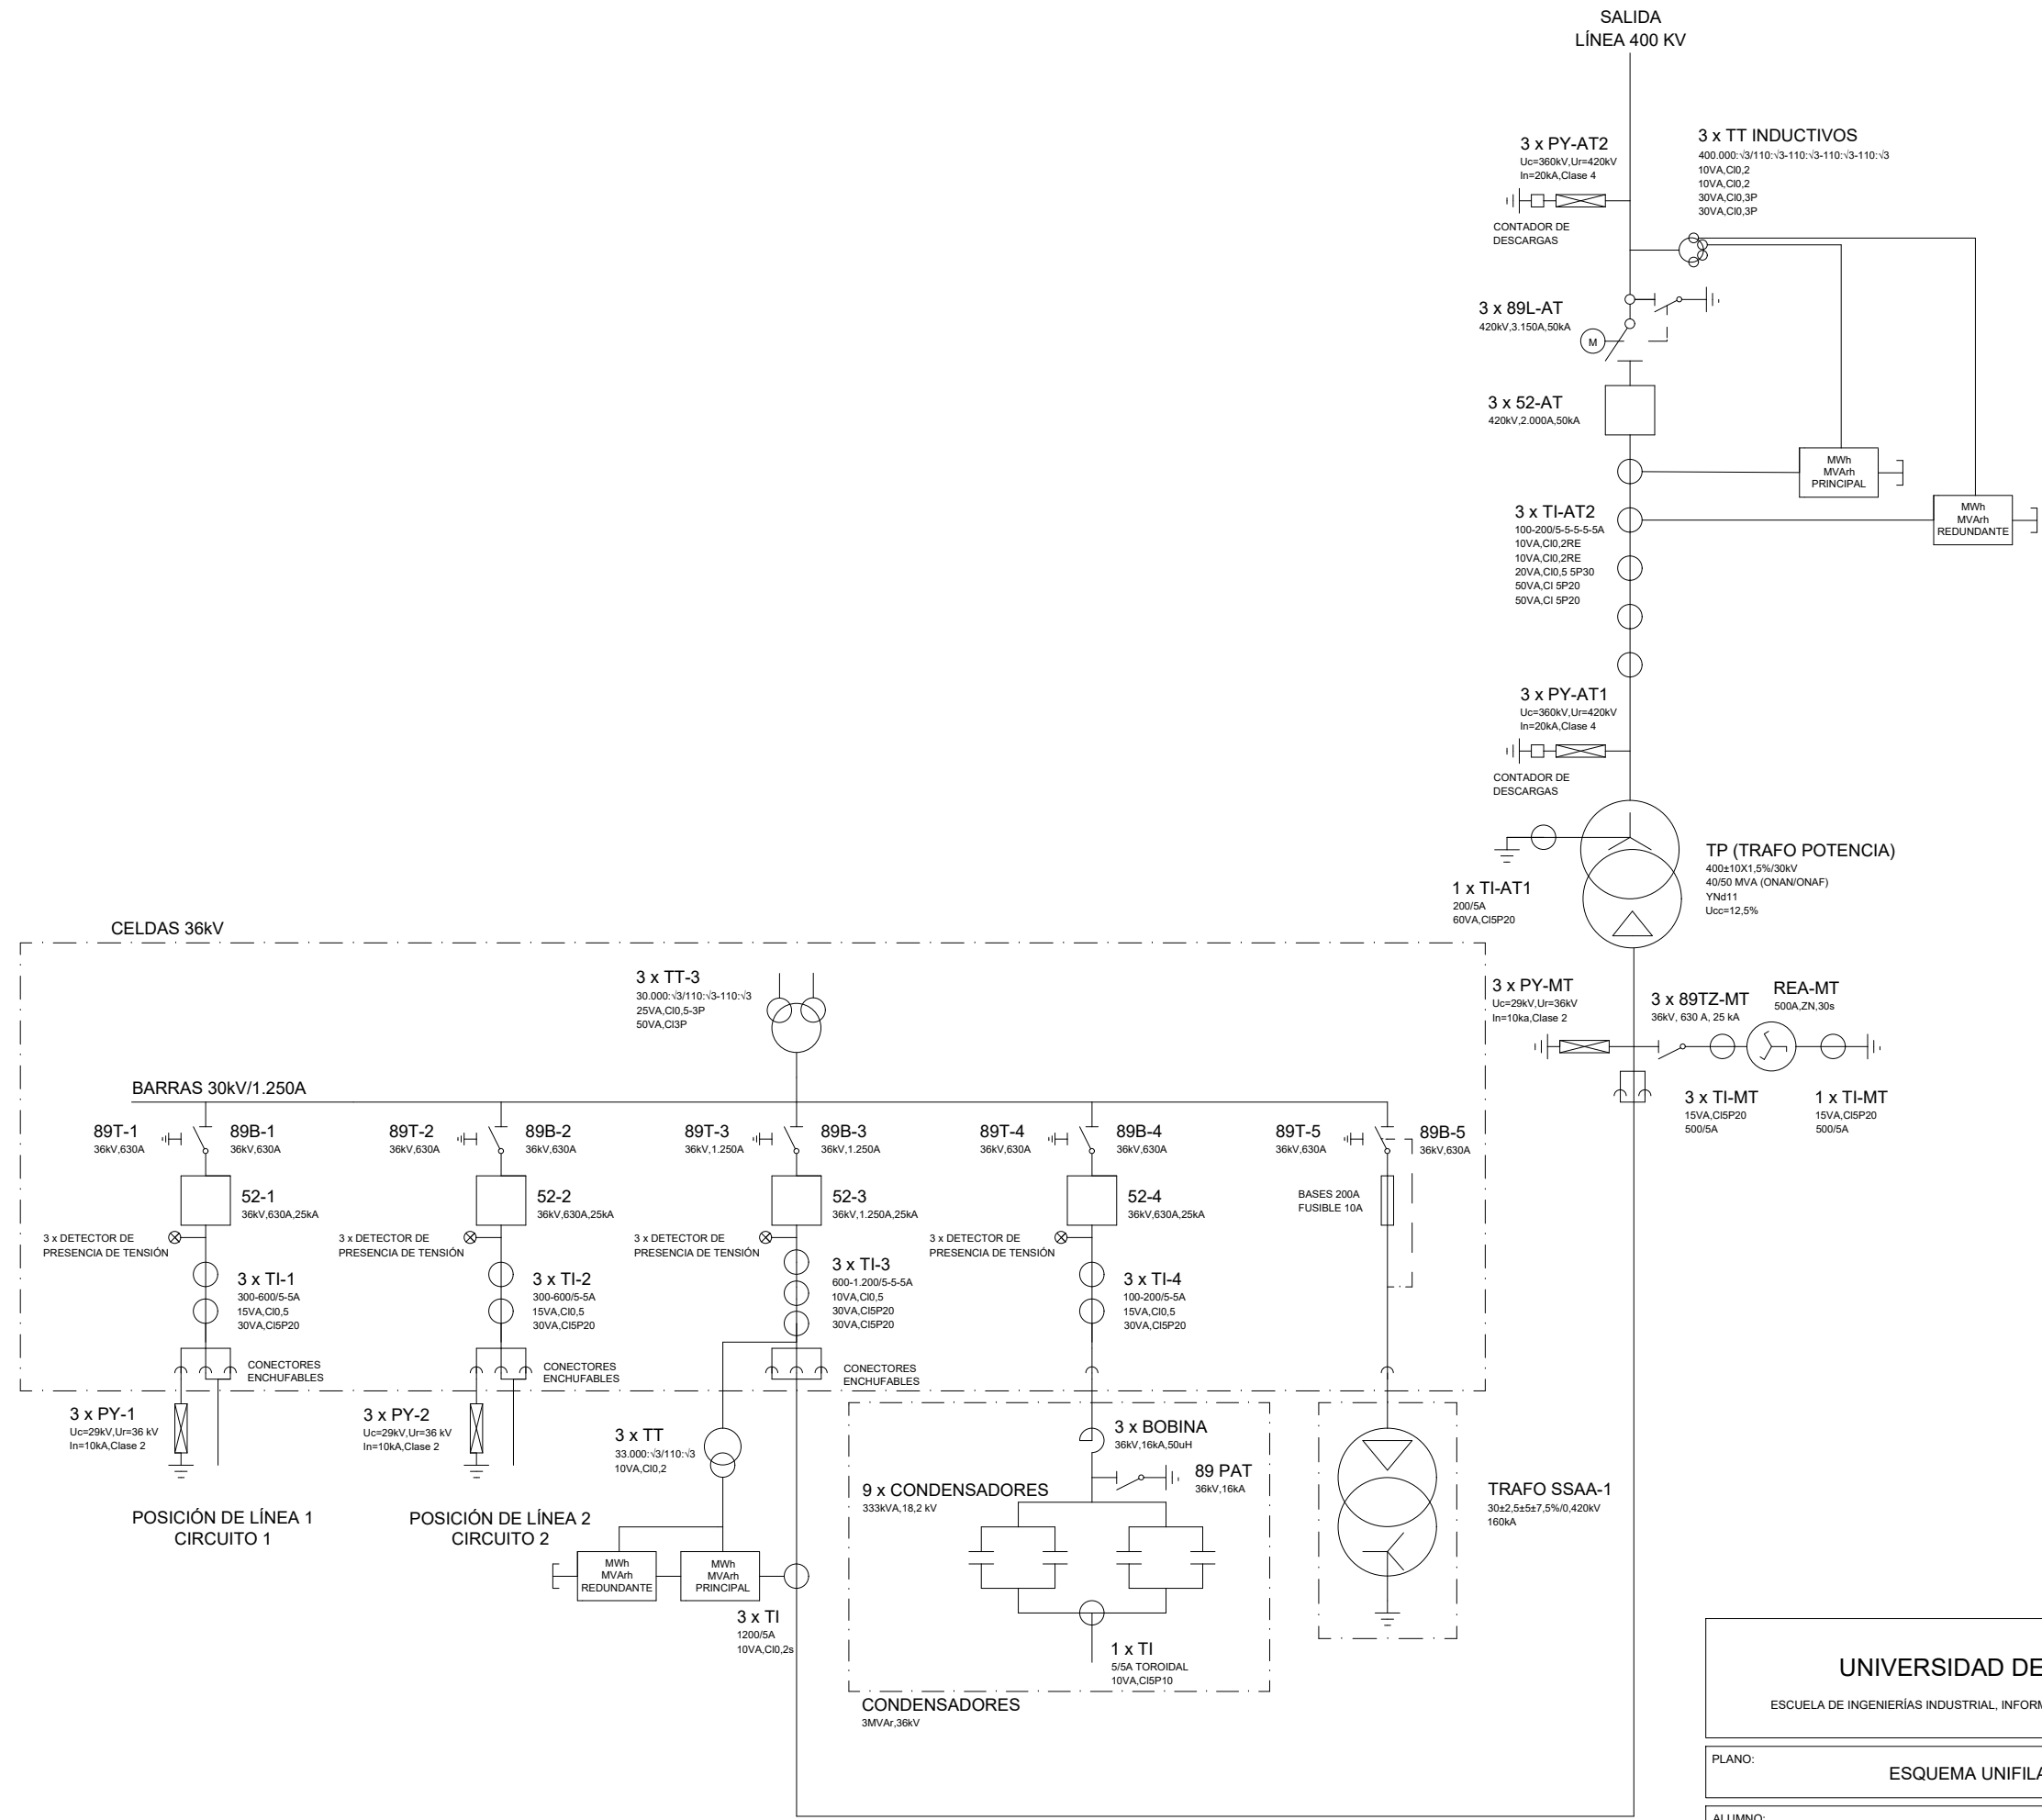 SALIDA
LÍNEA 400 KV
3 x PY-AT2
Uc=360kV,Ur=420kV
In=20kA,Clase 4
CONTADOR DE
DESCARGAS
3 x TT INDUCTIVOS
400.000:√3/110:√3-110:√3-110:√3-110:√3
10VA,Cl0,2
10VA,Cl0,2
30VA,Cl0,3P
30VA,Cl0,3P
3 x 89L-AT
420kV,3.150A,50kA
M
3 x 52-AT
420kV,2.000A,50kA
MWh
MVArh
PRINCIPAL
MWh
MVArh
REDUNDANTE
3 x TI-AT2
100-200/5-5-5-5-5A
10VA,Cl0,2RE
10VA,Cl0,2RE
20VA,Cl0,5 5P30
50VA,Cl 5P20
50VA,Cl 5P20
3 x PY-AT1
Uc=360kV,Ur=420kV
In=20kA,Clase 4
CONTADOR DE
DESCARGAS
TP (TRAFO POTENCIA)
400±10X1,5%/30kV
40/50 MVA (ONAN/ONAF)
YNd11
Ucc=12,5%
1 x TI-AT1
200/5A
60VA,Cl5P20
CELDAS 36kV
3 x TT-3
30.000:√3/110:√3-110:√3
25VA,Cl0,5-3P
50VA,Cl3P
3 x PY-MT
Uc=29kV,Ur=36kV
In=10ka,Clase 2
3 x 89TZ-MT
36kV, 630 A, 25 kA
REA-MT
500A,ZN,30s
3 x TI-MT
15VA,Cl5P20
500/5A
1 x TI-MT
15VA,Cl5P20
500/5A
BARRAS 30kV/1.250A
89T-1
36kV,630A
89B-1
36kV,630A
89T-2
36kV,630A
89B-2
36kV,630A
89T-3
36kV,1.250A
89B-3
36kV,1.250A
89T-4
36kV,630A
89B-4
36kV,630A
89T-5
36kV,630A
89B-5
36kV,630A
52-1
36kV,630A,25kA
52-2
36kV,630A,25kA
52-3
36kV,1.250A,25kA
52-4
36kV,630A,25kA
BASES 200A
FUSIBLE 10A
3 x DETECTOR DE
PRESENCIA DE TENSIÓN
3 x DETECTOR DE
PRESENCIA DE TENSIÓN
3 x DETECTOR DE
PRESENCIA DE TENSIÓN
3 x DETECTOR DE
PRESENCIA DE TENSIÓN
3 x TI-1
300-600/5-5A
15VA,Cl0,5
30VA,Cl5P20
3 x TI-2
300-600/5-5A
15VA,Cl0,5
30VA,Cl5P20
3 x TI-3
600-1.200/5-5-5A
10VA,Cl0,5
30VA,Cl5P20
30VA,Cl5P20
3 x TI-4
100-200/5-5A
15VA,Cl0,5
30VA,Cl5P20
CONECTORES
ENCHUFABLES
CONECTORES
ENCHUFABLES
CONECTORES
ENCHUFABLES
3 x PY-1
Uc=29kV,Ur=36 kV
In=10kA,Clase 2
3 x PY-2
Uc=29kV,Ur=36 kV
In=10kA,Clase 2
3 x TT
33.000:√3/110:√3
10VA,Cl0,2
3 x BOBINA
36kV,16kA,50uH
89 PAT
36kV,16kA
9 x CONDENSADORES
333kVA,18,2 kV
TRAFO SSAA-1
30±2,5±5±7,5%/0,420kV
160kA
POSICIÓN DE LÍNEA 1
CIRCUITO 1
POSICIÓN DE LÍNEA 2
CIRCUITO 2
MWh
MVArh
REDUNDANTE
MWh
MVArh
PRINCIPAL
3 x TI
1200/5A
10VA,Cl0,2s
1 x TI
5/5A TOROIDAL
10VA,Cl5P10
CONDENSADORES
3MVAr,36kV
UNIVERSIDAD DE
ESCUELA DE INGENIERÍAS INDUSTRIAL, INFORM
PLANO:
ESQUEMA UNIFILA
ALUMNO: